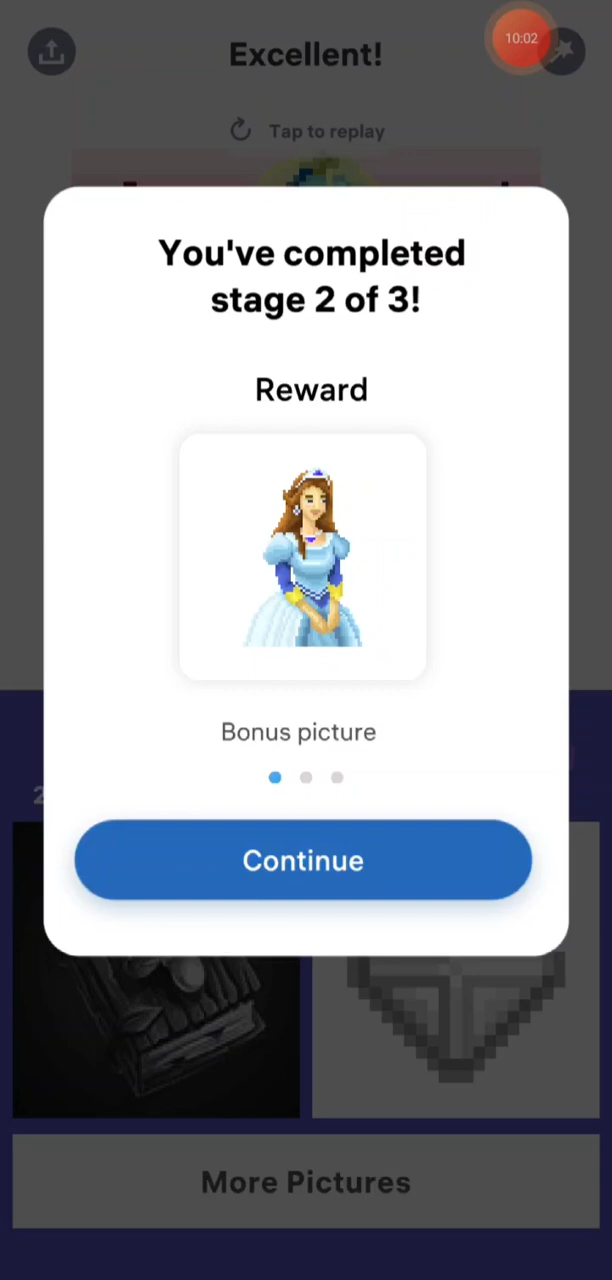 Excellent!
10:02
Tap to replay
You've completed
stage 2 of 3!
Reward
Bonus picture
2
Continue
More Pictures